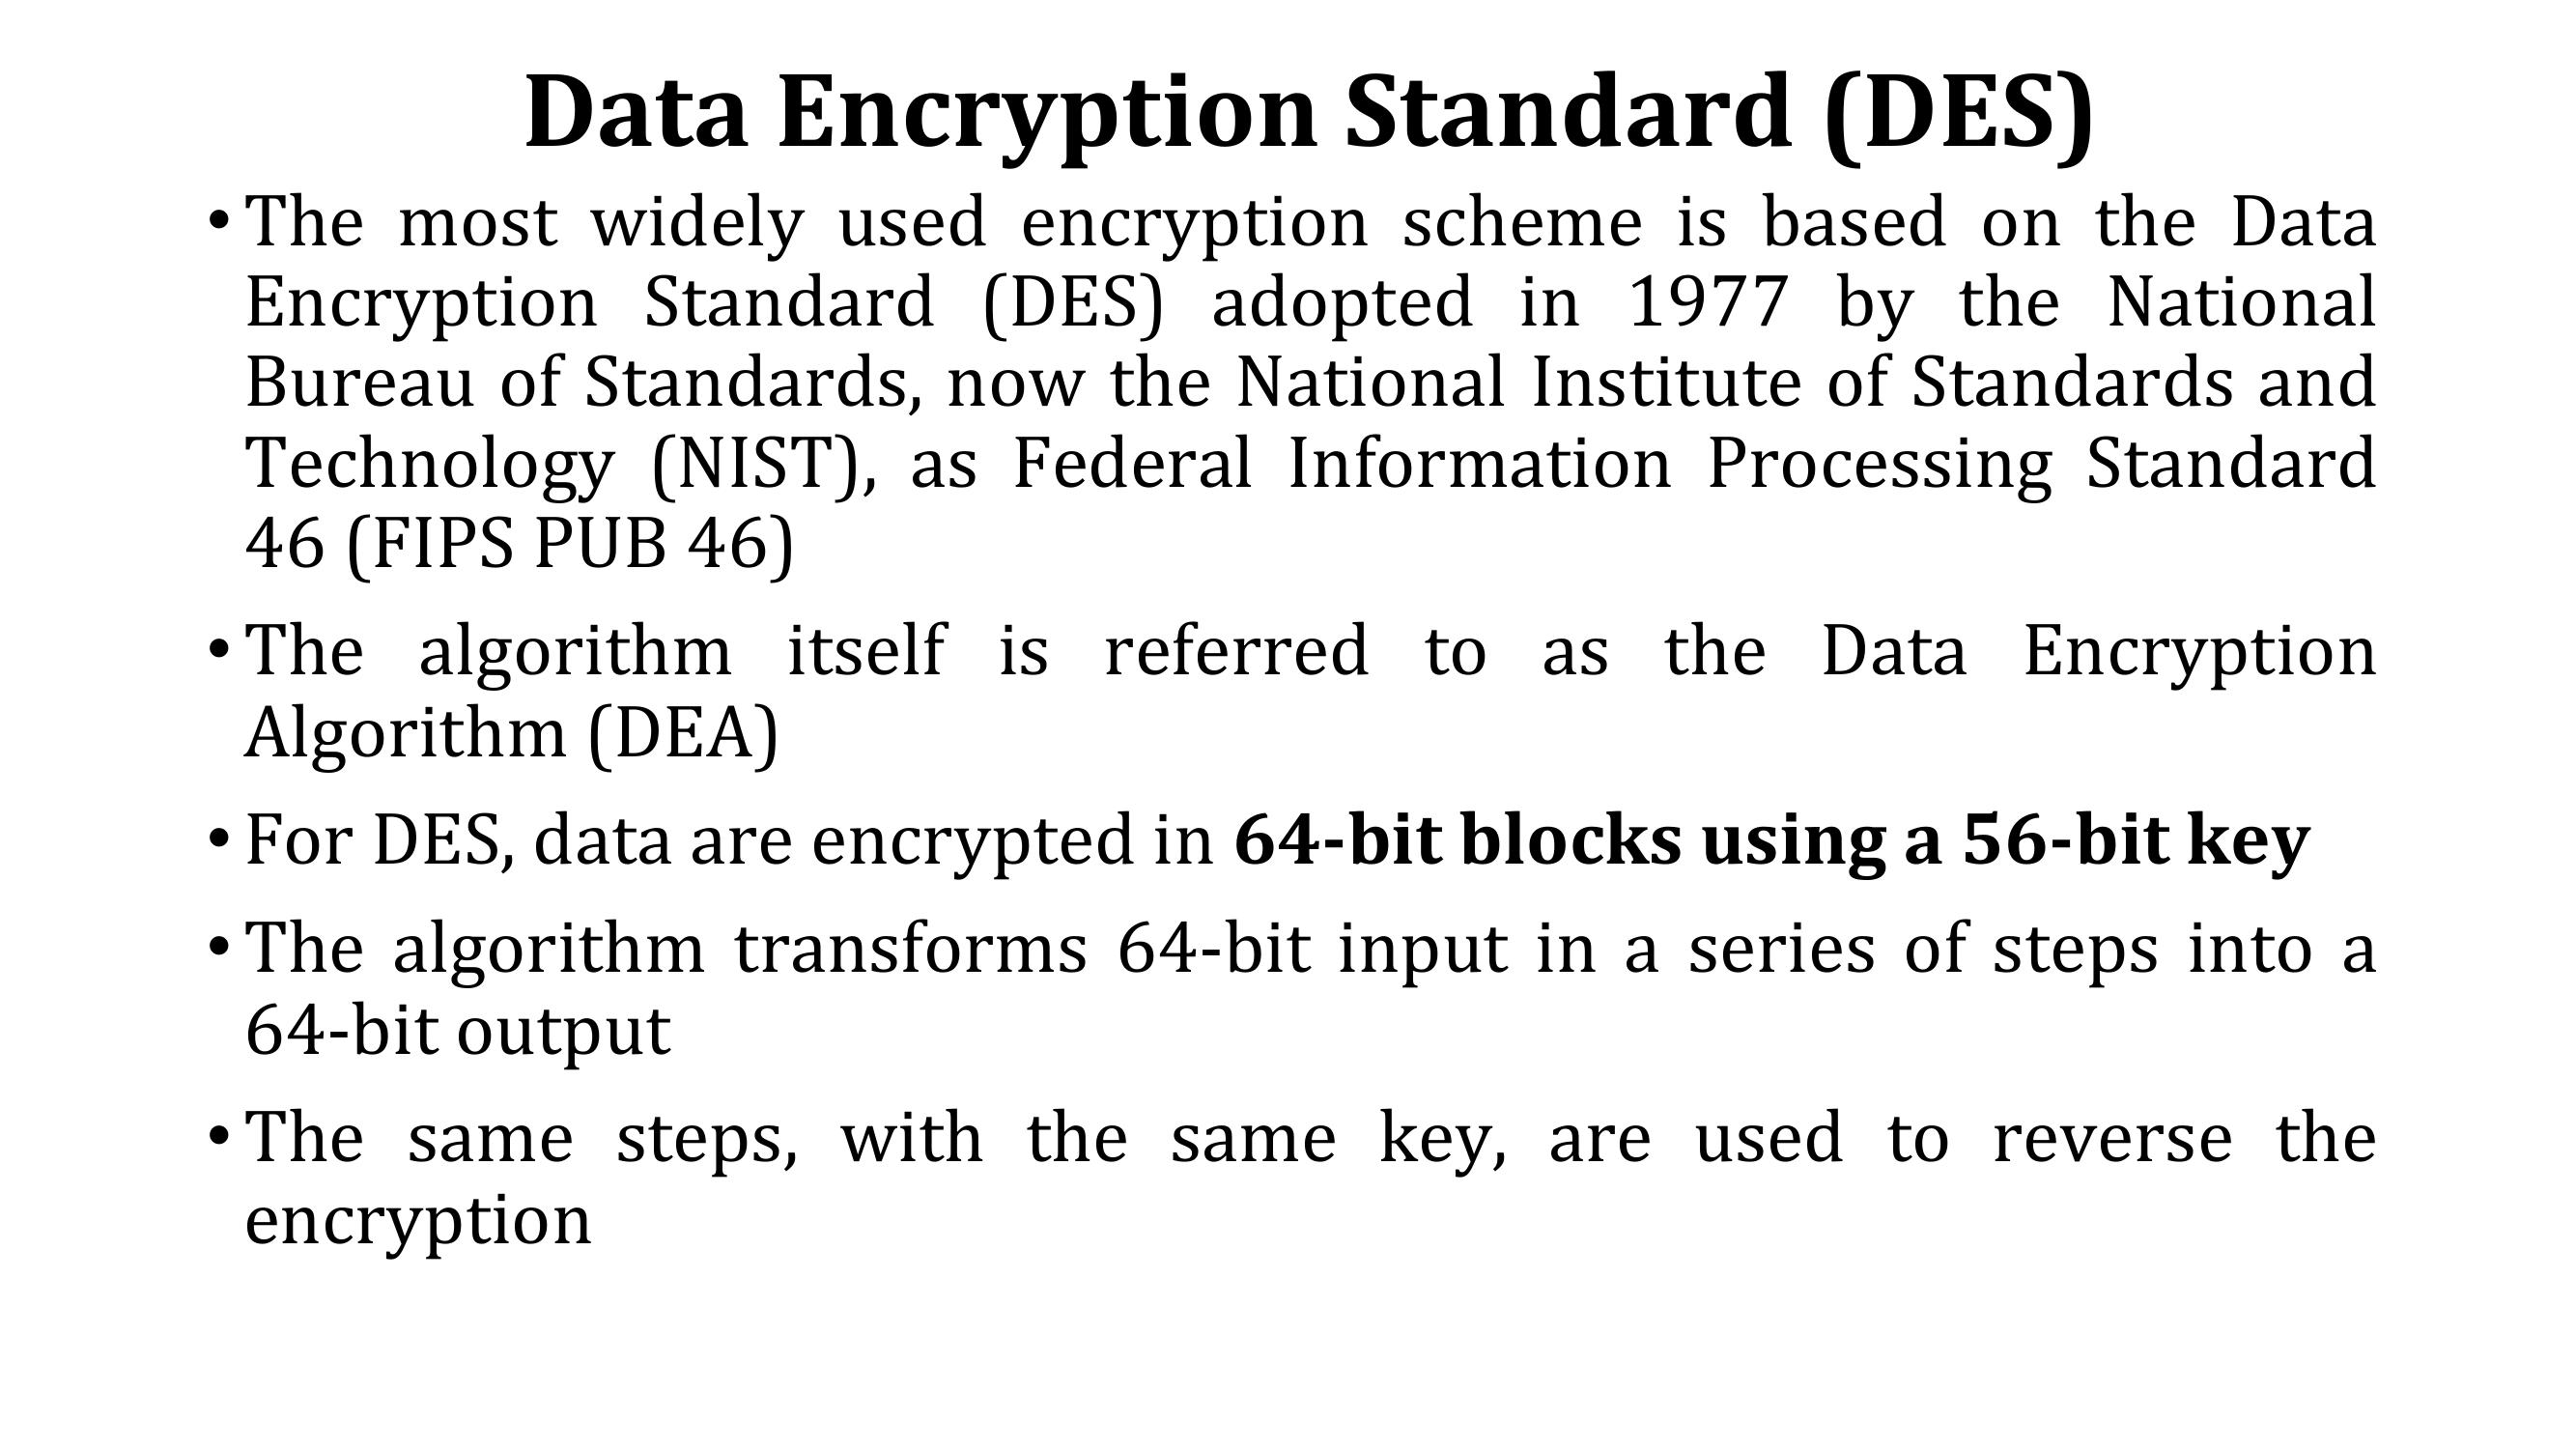 Data Encryption Standard (DES)
• The most widely used encryption scheme is based on the Data
Encryption Standard (DES) adopted in 1977 by the National
Bureau of Standards, now the National Institute of Standards and
Technology (NIST), as Federal Information Processing Standard
46 (FIPS PUB 46)
• The algorithm itself is referred to as the Data Encryption
Algorithm (DEA)
• For DES, data are encrypted in 64-bit blocks using a 56-bit key
• The algorithm transforms 64-bit input in a series of steps into a
64-bit output
• The same steps, with the same key, are used to reverse the
encryption